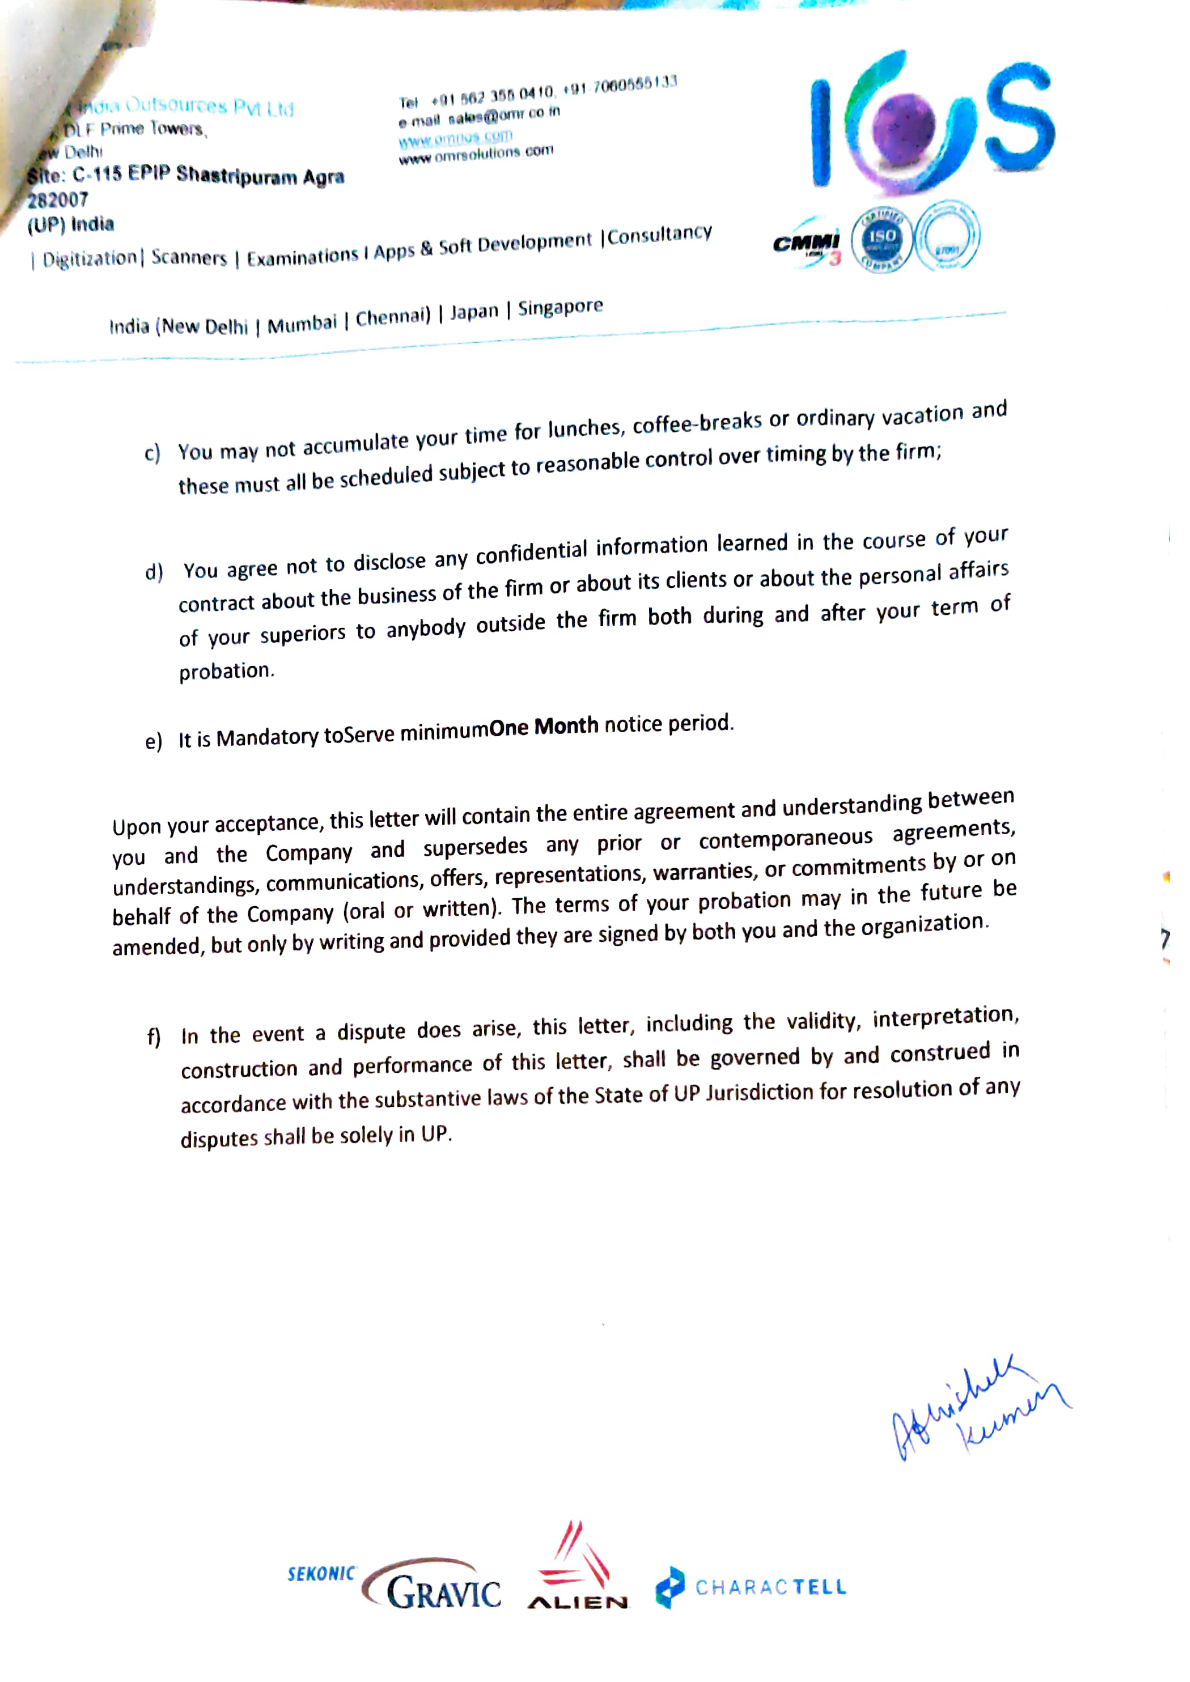 India Outsources Pvt Ltd
DLF Prime Towers,
New Delhi
Site: C-115 EPIP Shastripuram Agra
282007
(UP) India
Tel +91 562 355 0410, +91-7060555133
e mail sales@omr.co.in
www.omrios.com
www.omrsolutions com
IOS
CMMI
LEVEL 3
CERTIFIED
ISO
COMPANY
27001
| Digitization| Scanners | Examinations I Apps & Soft Development |Consultancy
India (New Delhi | Mumbai | Chennai) | Japan | Singapore
c) You may not accumulate your time for lunches, coffee-breaks or ordinary vacation and
these must all be scheduled subject to reasonable control over timing by the firm;
d) You agree not to disclose any confidential information learned in the course of your
contract about the business of the firm or about its clients or about the personal affairs
of your superiors to anybody outside the firm both during and after your term of
probation.
e) It is Mandatory toServe minimumOne Month notice period.
Upon your acceptance, this letter will contain the entire agreement and understanding between
you and the Company and supersedes any prior or contemporaneous agreements,
understandings, communications, offers, representations, warranties, or commitments by or on
behalf of the Company (oral or written). The terms of your probation may in the future be
amended, but only by writing and provided they are signed by both you and the organization.
f) In the event a dispute does arise, this letter, including the validity, interpretation,
construction and performance of this letter, shall be governed by and construed in
accordance with the substantive laws of the State of UP Jurisdiction for resolution of any
disputes shall be solely in UP.
Abhishek
Kumar
SEKONIC
GRAVIC
ALIEN
CHARACTELL